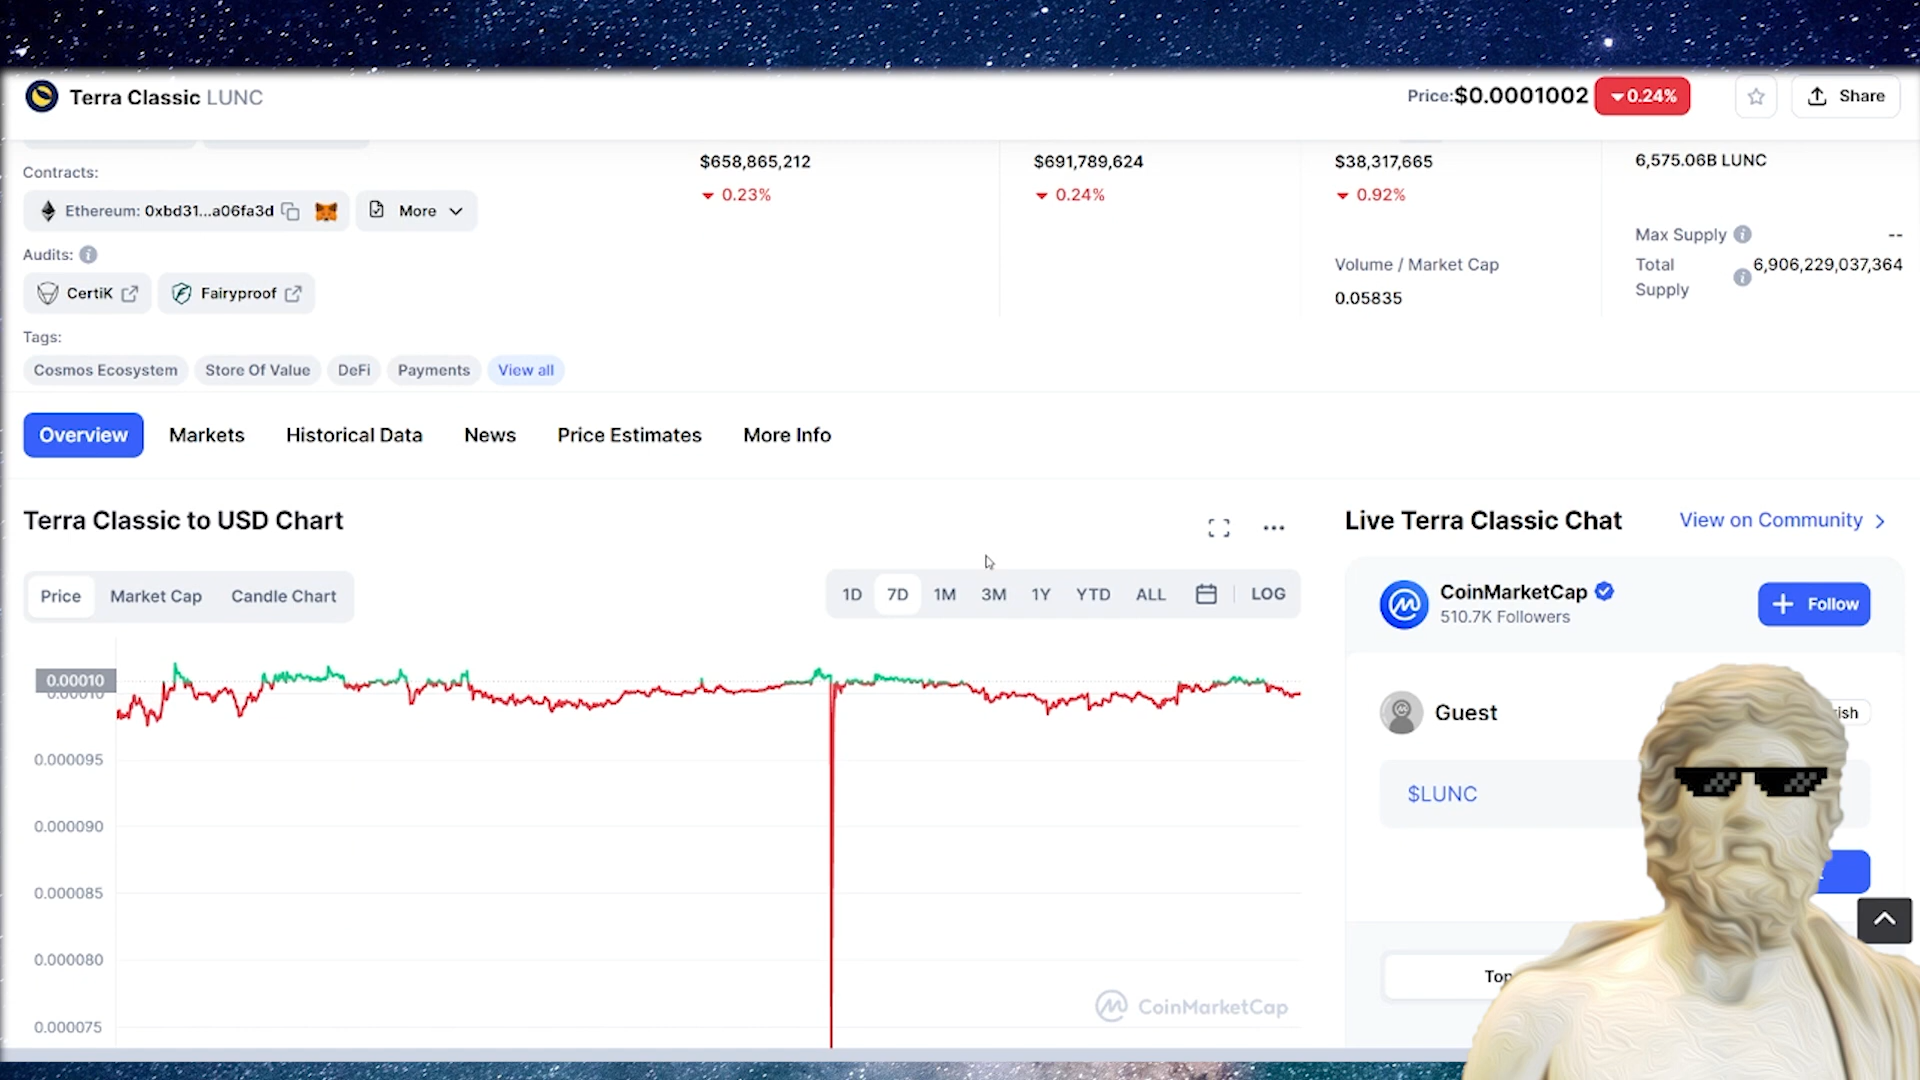 Terra Classic LUNC
Price:$0.0001002 0.24% Share
$658,865,212 $691,789,624 $38,317,665 6,575.06B LUNC
0.23% 0.24% 0.92%
Contracts:
Ethereum: 0xbd31...a06fa3d More
Max Supply --
Total Supply 6,906,229,037,364
Audits:
Volume / Market Cap
0.05835
CertiK Fairyproof
Tags:
Cosmos Ecosystem Store Of Value DeFi Payments View all
Overview Markets Historical Data News Price Estimates More Info
Terra Classic to USD Chart
Price Market Cap Candle Chart
1D 7D 1M 3M 1Y YTD ALL LOG
0.00010
0.000095
0.000090
0.000085
0.000080
0.000075
CoinMarketCap
Live Terra Classic Chat View on Community
CoinMarketCap
510.7K Followers
Follow
Guest
$LUNC